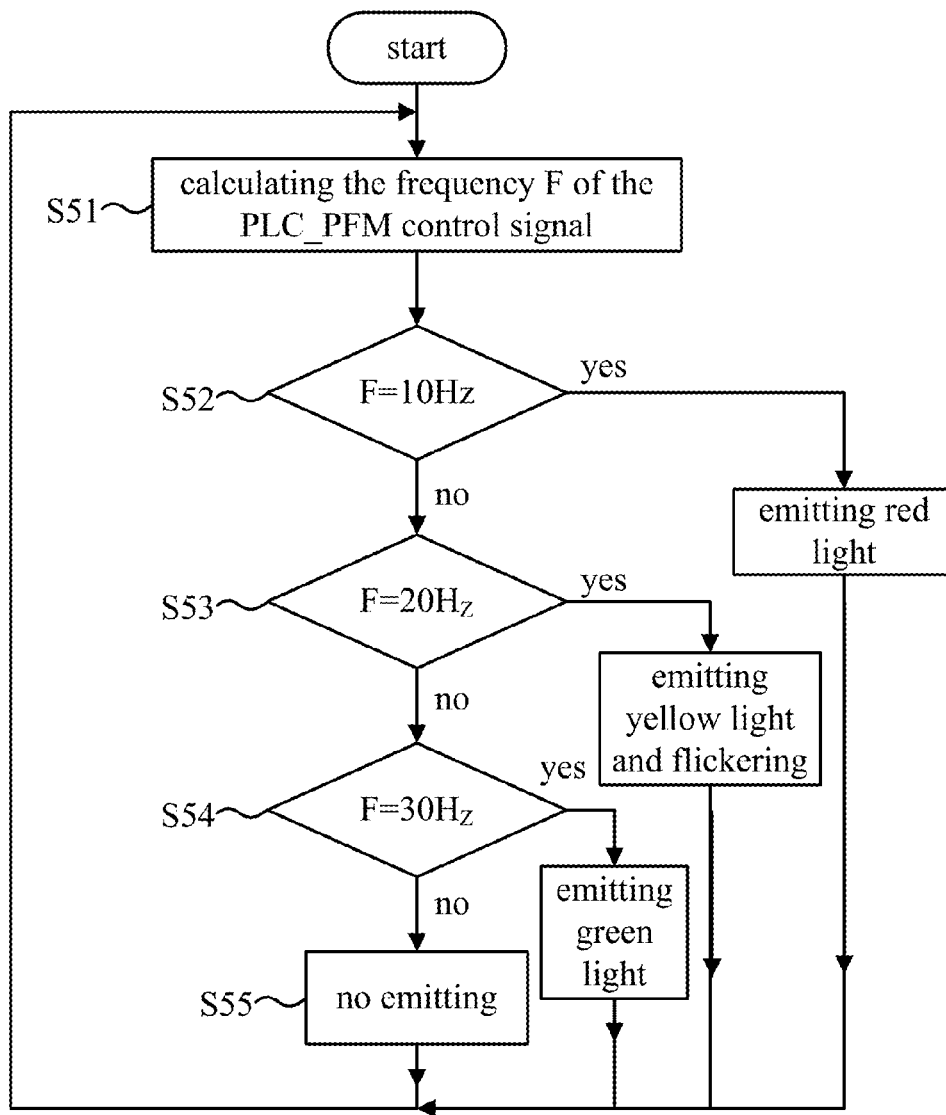 start
calculating the frequency F of the
PLC_PFM control signal
S51
F=10Hz
yes
S52
no
emitting red
light
F=20Hz
yes
S53
no
emitting
yellow light
and flickering
F=30Hz
yes
S54
no
emitting
green
light
no emitting
S55